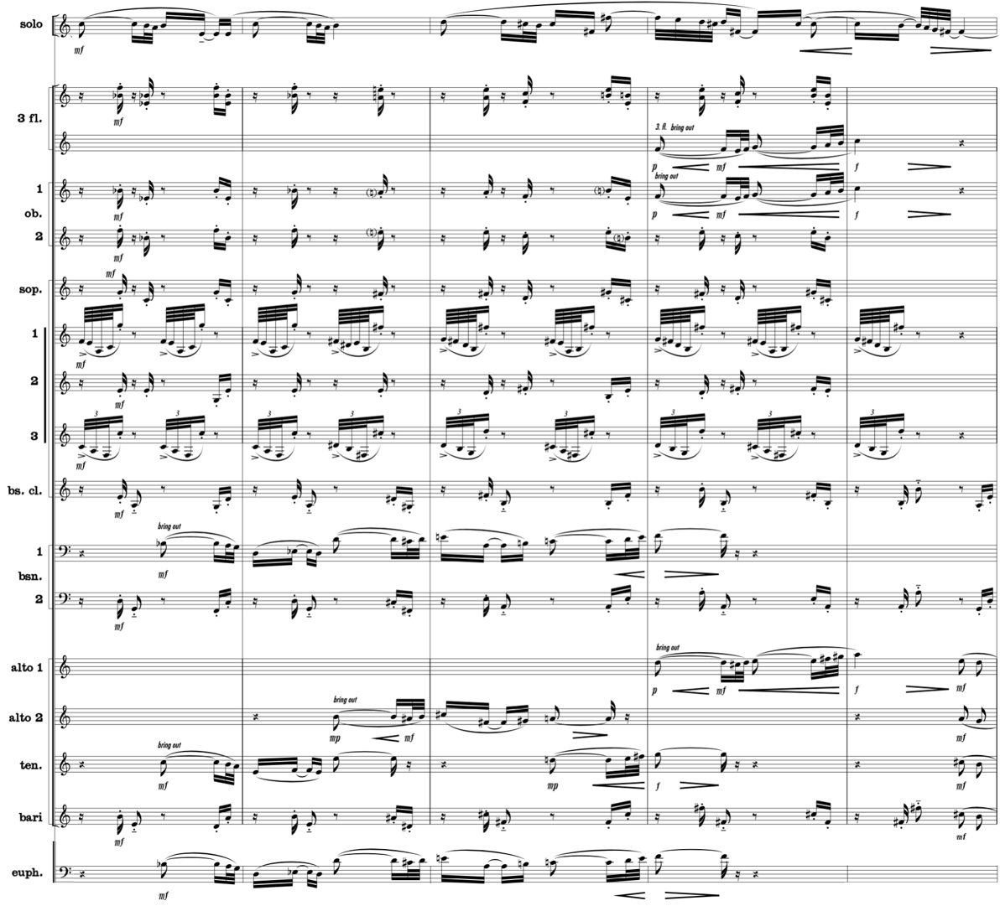 solo
mf
3 fl.
mf
3. fl. bring out
p mf f
1
mf
bring out
p mf f
ob.
2
mf
mf
sop.
1
mf
2
mf
3 3 3 3 3 3 3 3 3
3
mf
bs. cl.
mf
bring out
1
mf
bsn.
2
mf
bring out
alto 1
p mf f mf
bring out
alto 2
mp mf mf
bring out
ten.
mf mp f mf
bari
mf mf
euph.
mf